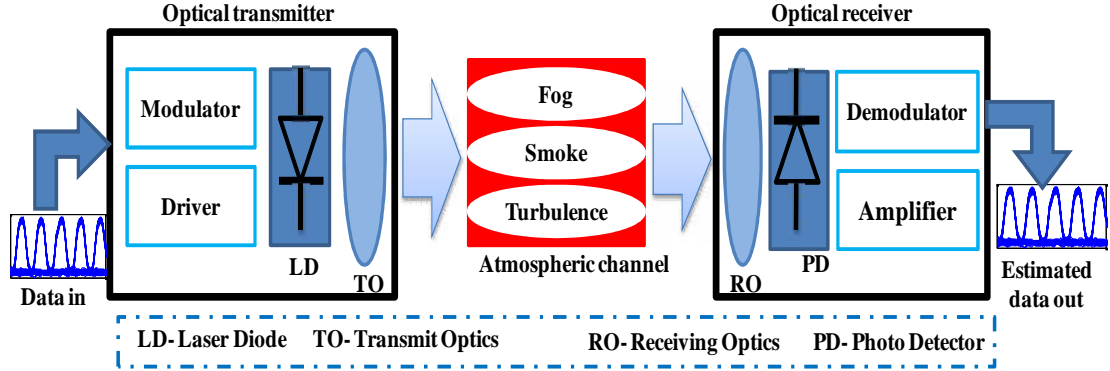 Optical transmitter
Optical receiver
Modulator
Driver
LD
TO
Fog
Smoke
Turbulence
Atmospheric channel
RO
PD
Demodulator
Amplifier
Data in
Estimated
data out
LD- Laser Diode TO- Transmit Optics RO- Receiving Optics PD- Photo Detector